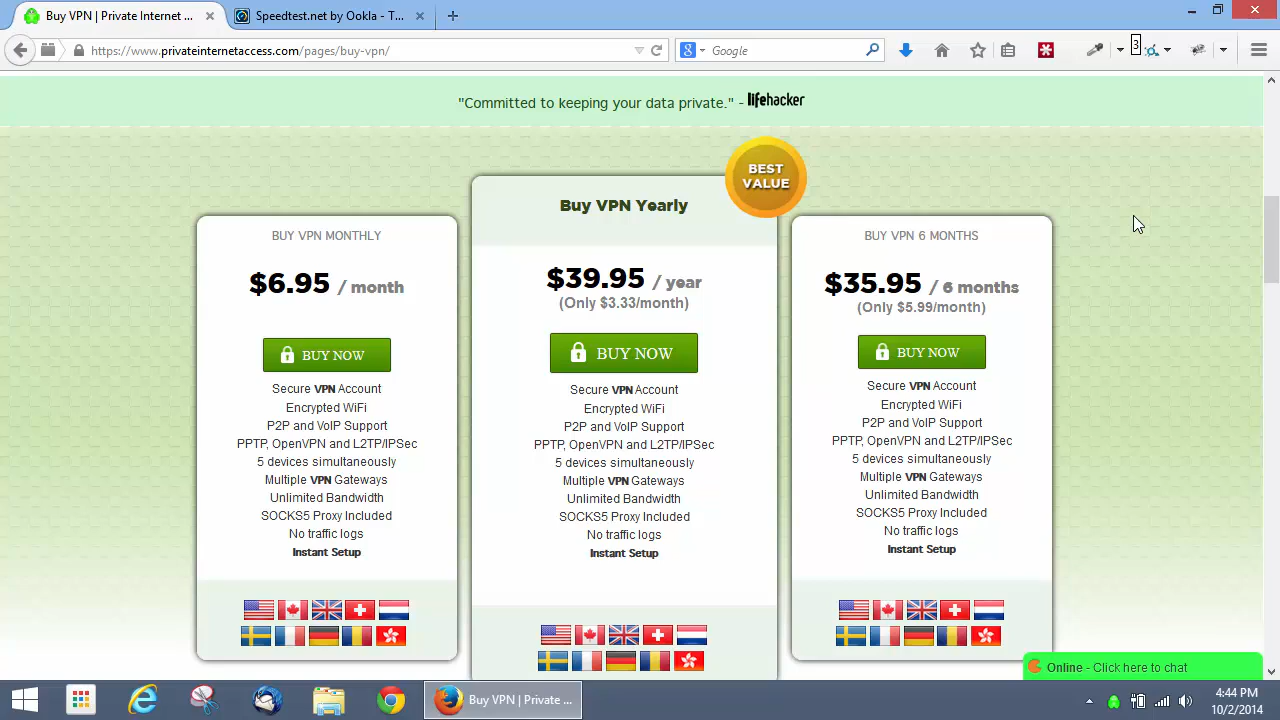 Buy VPN | Private Internet ...
Speedtest.net by Ookla - T...
https://www.privateinternetaccess.com/pages/buy-vpn/
Google
3
"Committed to keeping your data private." - lifehacker
BEST VALUE
BUY VPN MONTHLY
$6.95 / month
BUY NOW
Secure VPN Account
Encrypted WiFi
P2P and VoIP Support
PPTP, OpenVPN and L2TP/IPSec
5 devices simultaneously
Multiple VPN Gateways
Unlimited Bandwidth
SOCKS5 Proxy Included
No traffic logs
Instant Setup
Buy VPN Yearly
$39.95 / year
(Only $3.33/month)
BUY NOW
Secure VPN Account
Encrypted WiFi
P2P and VoIP Support
PPTP, OpenVPN and L2TP/IPSec
5 devices simultaneously
Multiple VPN Gateways
Unlimited Bandwidth
SOCKS5 Proxy Included
No traffic logs
Instant Setup
BUY VPN 6 MONTHS
$35.95 / 6 months
(Only $5.99/month)
BUY NOW
Secure VPN Account
Encrypted WiFi
P2P and VoIP Support
PPTP, OpenVPN and L2TP/IPSec
5 devices simultaneously
Multiple VPN Gateways
Unlimited Bandwidth
SOCKS5 Proxy Included
No traffic logs
Instant Setup
Online - Click here to chat
Buy VPN | Private ...
4:44 PM
10/2/2014